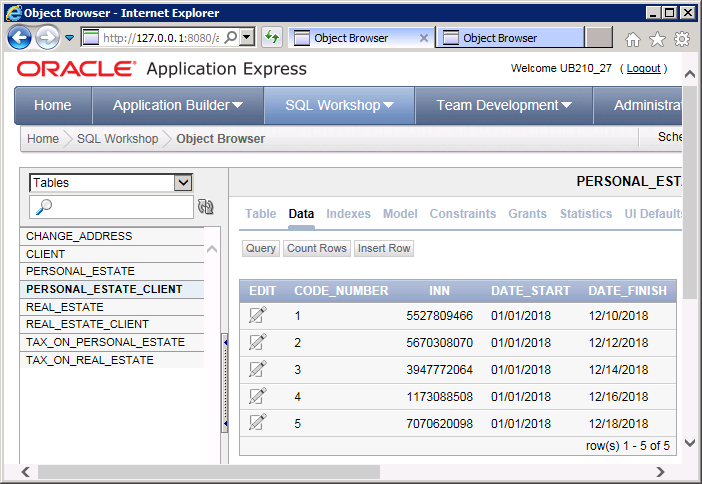 Object Browser - Internet Explorer
http://127.0.0.1:8080/a
Object Browser
Object Browser
ORACLE Application Express
Welcome UB210_27 ( Logout )
Home Application Builder SQL Workshop Team Development Administra
Home SQL Workshop Object Browser Sche
Tables
PERSONAL_EST
Table Data Indexes Model Constraints Grants Statistics UI Defaults
Query Count Rows Insert Row
CHANGE_ADDRESS
CLIENT
PERSONAL_ESTATE
PERSONAL_ESTATE_CLIENT
REAL_ESTATE
REAL_ESTATE_CLIENT
TAX_ON_PERSONAL_ESTATE
TAX_ON_REAL_ESTATE
EDIT CODE_NUMBER INN DATE_START DATE_FINISH
1 5527809466 01/01/2018 12/10/2018
2 5670308070 01/01/2018 12/12/2018
3 3947772064 01/01/2018 12/14/2018
4 1173088508 01/01/2018 12/16/2018
5 7070620098 01/01/2018 12/18/2018
row(s) 1 - 5 of 5